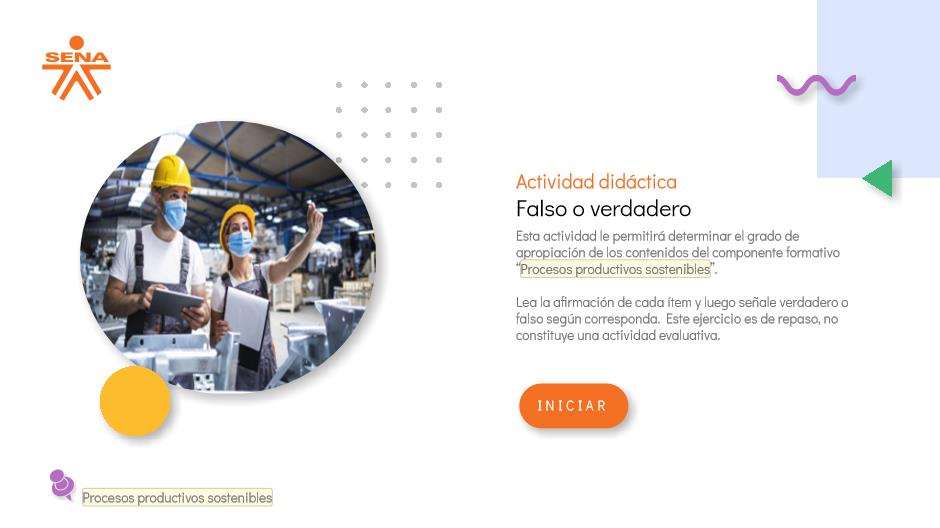 SENA
Actividad didáctica
Falso o verdadero
Esta actividad le permitirá determinar el grado de
apropiación de los contenidos del componente formativo
“Procesos productivos sostenibles”.
Lea la afirmación de cada ítem y luego señale verdadero o
falso según corresponda. Este ejercicio es de repaso, no
constituye una actividad evaluativa.
INICIAR
Procesos productivos sostenibles